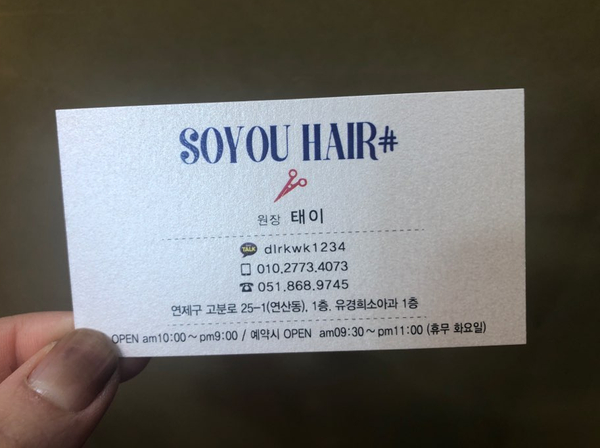 SOYOU HAIR#
원장 태이
TALK dlrkwk1234
010.2773.4073
051.868.9745
연제구 고분로 25-1(연산동), 1층. 유경희소아과 1층
OPEN am10:00~pm9:00 / 예약시 OPEN am09:30~pm11:00 (휴무 화요일)